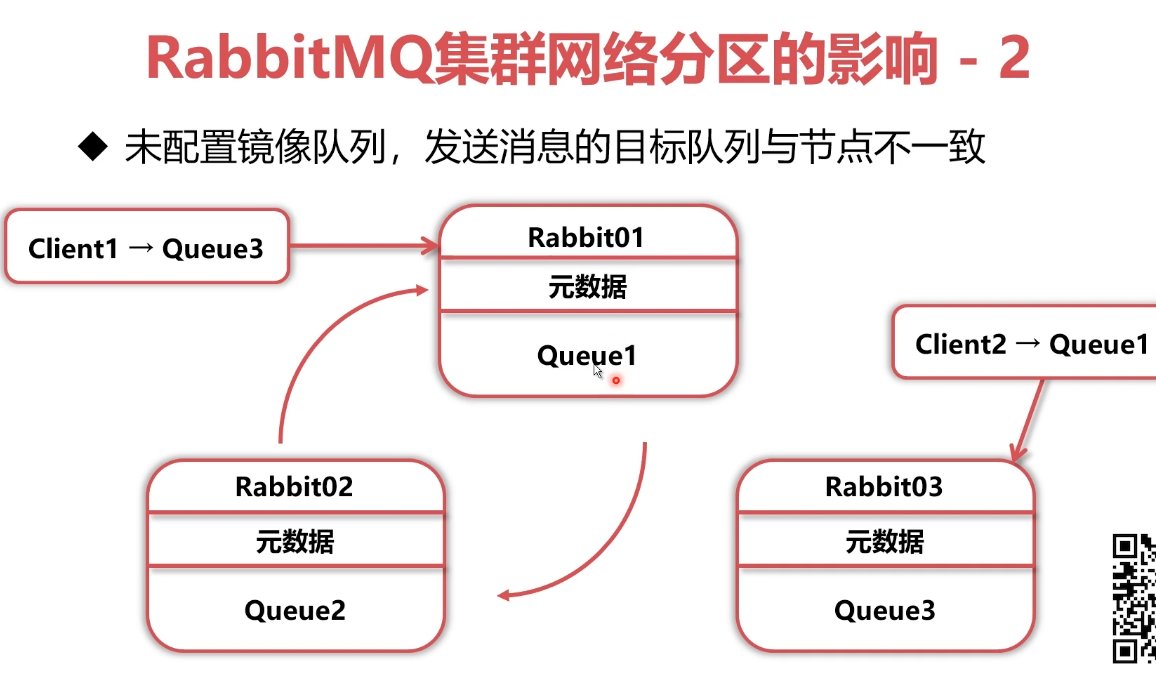 RabbitMQ集群网络分区的影响 - 2
◆ 未配置镜像队列，发送消息的目标队列与节点不一致
Client1 → Queue3
Rabbit01
元数据
Queue1
Client2 → Queue1
Rabbit02
元数据
Queue2
Rabbit03
元数据
Queue3